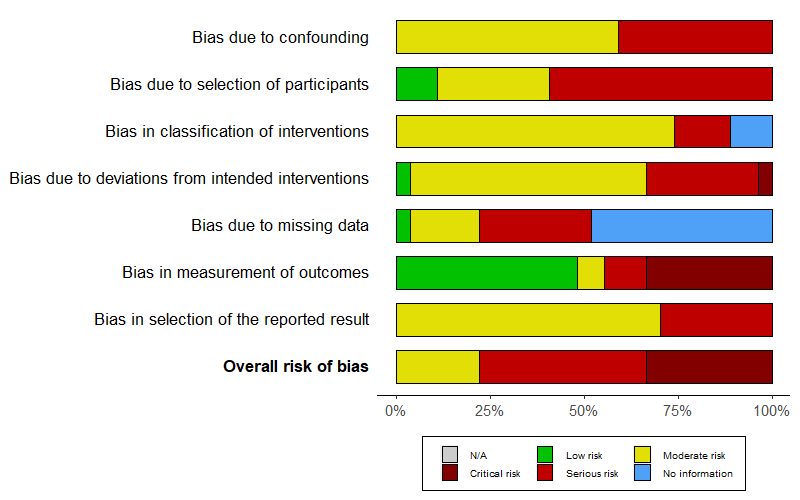 Bias due to confounding
Bias due to selection of participants
Bias in classification of interventions
Bias due to deviations from intended interventions
Bias due to missing data
Bias in measurement of outcomes
Bias in selection of the reported result
Overall risk of bias
0% 25% 50% 75% 100%
N/A Low risk Moderate risk
Critical risk Serious risk No information